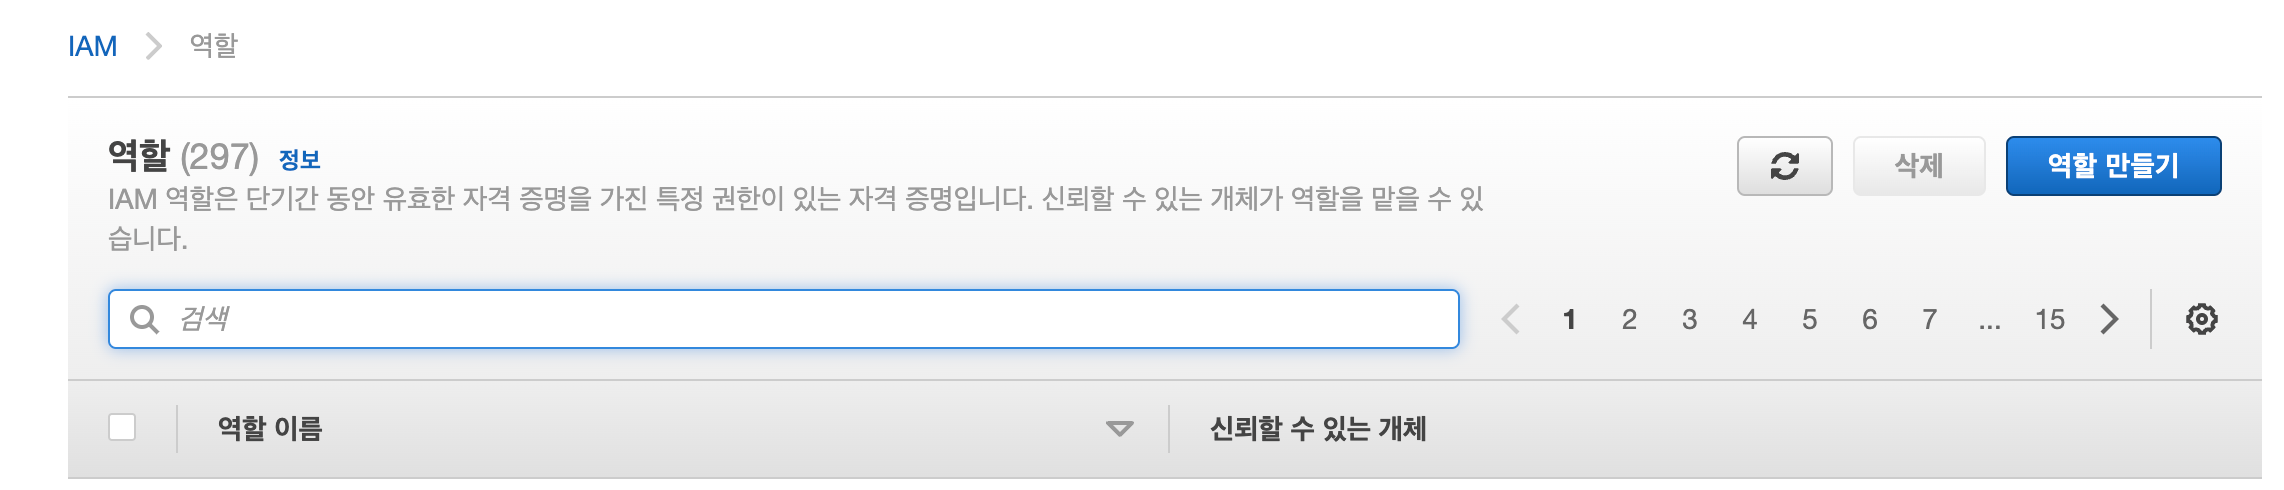 IAM 역할
역할 (297) 정보
IAM 역할은 단기간 동안 유효한 자격 증명을 가진 특정 권한이 있는 자격 증명입니다. 신뢰할 수 있는 개체가 역할을 맡을 수 있
습니다.
삭제 역할 만들기
검색 1 2 3 4 5 6 7 ... 15
역할 이름 신뢰할 수 있는 개체